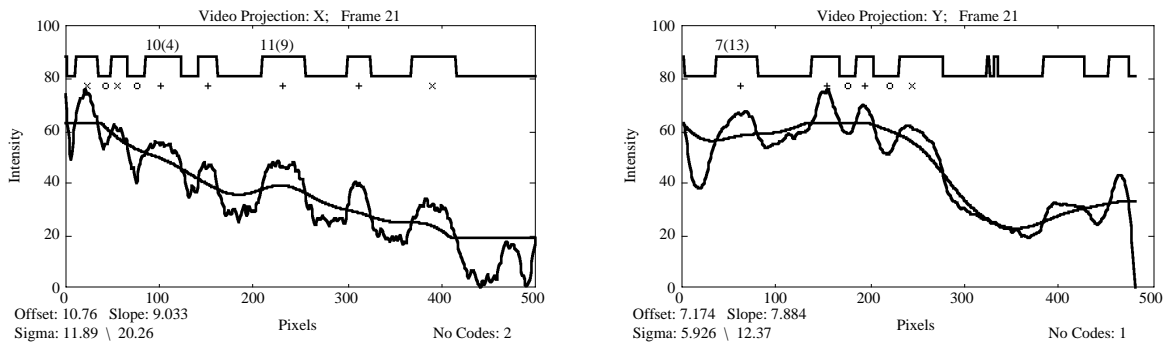 Video Projection: X; Frame 21
100
80
60
40
20
0
Intensity
10(4)
11(9)
0 100 200 300 400 500
Pixels
Offset: 10.76 Slope: 9.033
Sigma: 11.89 \ 20.26
No Codes: 2
Video Projection: Y; Frame 21
100
80
60
40
20
0
Intensity
7(13)
0 100 200 300 400 500
Pixels
Offset: 7.174 Slope: 7.884
Sigma: 5.926 \ 12.37
No Codes: 1